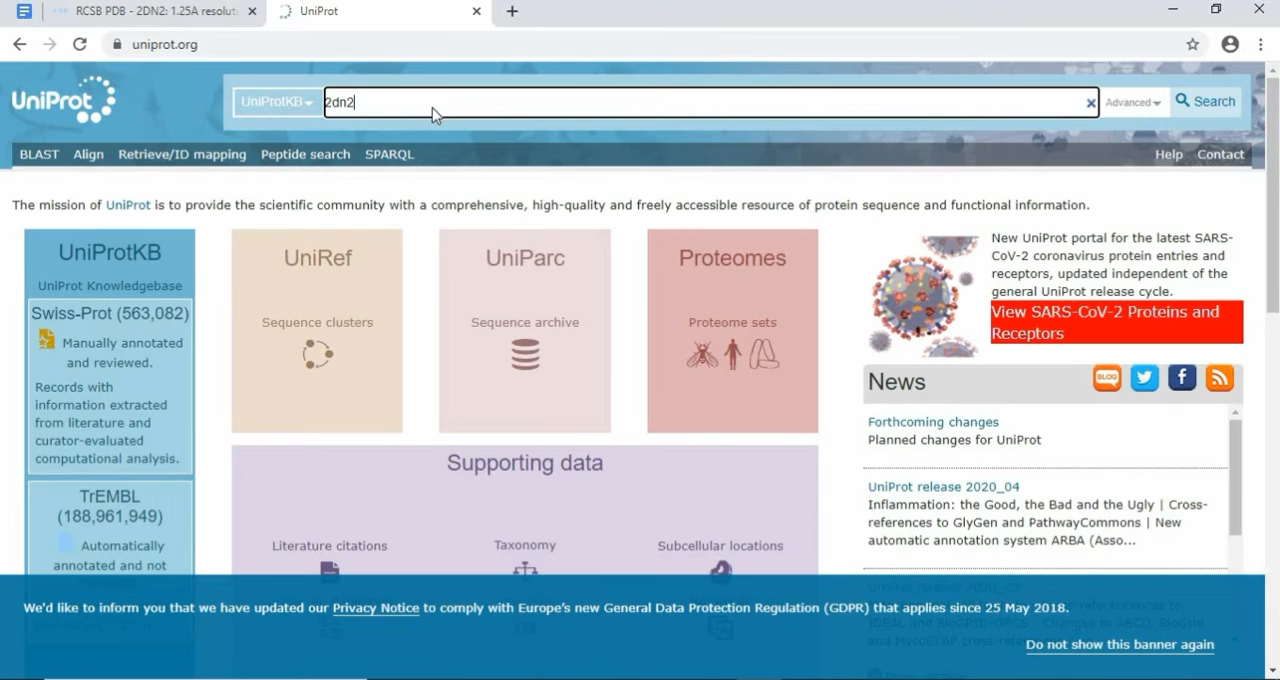 RCSB PDB - 2DN2: 1.25A resolut
UniProt
uniprot.org
UniProt
UniProtKB
2dn2
Advanced
Search
BLAST
Align
Retrieve/ID mapping
Peptide search
SPARQL
Help
Contact
The mission of UniProt is to provide the scientific community with a comprehensive, high-quality and freely accessible resource of protein sequence and functional information.
UniProtKB
UniProt Knowledgebase
Swiss-Prot (563,082)
Manually annotated
and reviewed.
Records with
information extracted
from literature and
curator-evaluated
computational analysis.
TrEMBL
(188,961,949)
Automatically
annotated and not
UniRef
Sequence clusters
UniParc
Sequence archive
Proteomes
Proteome sets
Supporting data
Literature citations
Taxonomy
Subcellular locations
New UniProt portal for the latest SARS-
CoV-2 coronavirus protein entries and
receptors, updated independent of the
general UniProt release cycle.
View SARS-CoV-2 Proteins and
Receptors
News
BLOG
Forthcoming changes
Planned changes for UniProt
UniProt release 2020_04
Inflammation: the Good, the Bad and the Ugly | Cross-
references to GlyGen and PathwayCommons | New
automatic annotation system ARBA (Asso...
We'd like to inform you that we have updated our Privacy Notice to comply with Europe's new General Data Protection Regulation (GDPR) that applies since 25 May 2018.
Do not show this banner again